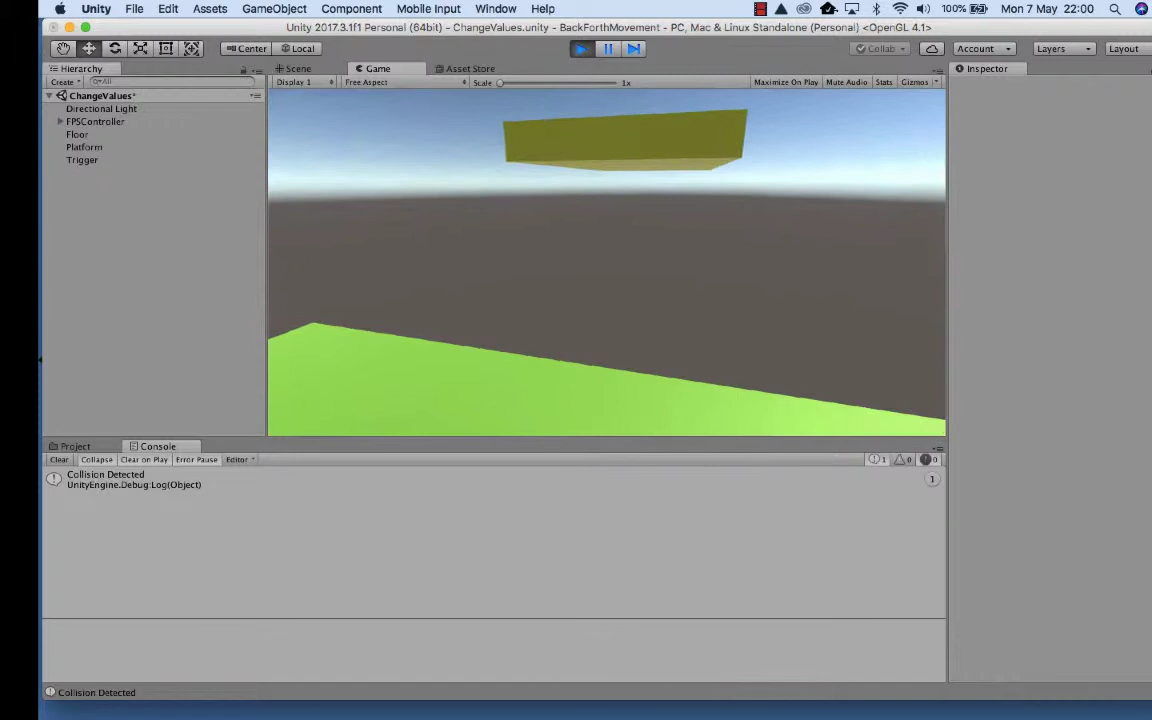 Unity File Edit Assets GameObject Component Mobile Input Window Help 100% Mon 7 May 22:00
Unity 2017.3.1f1 Personal (64bit) – ChangeValues.unity – BackForthMovement – PC, Mac & Linux Standalone (Personal) <OpenGL 4.1>
Center Local Collab Account Layers Layout
Hierarchy Scene Game Asset Store Inspector
Create All Display 1 Free Aspect Scale 1x Maximize On Play Mute Audio Stats Gizmos
ChangeValues*
Directional Light
FPSController
Floor
Platform
Trigger
Project Console
Clear Collapse Clear on Play Error Pause Editor 1 0 0
Collision Detected
UnityEngine.Debug:Log(Object) 1
Collision Detected